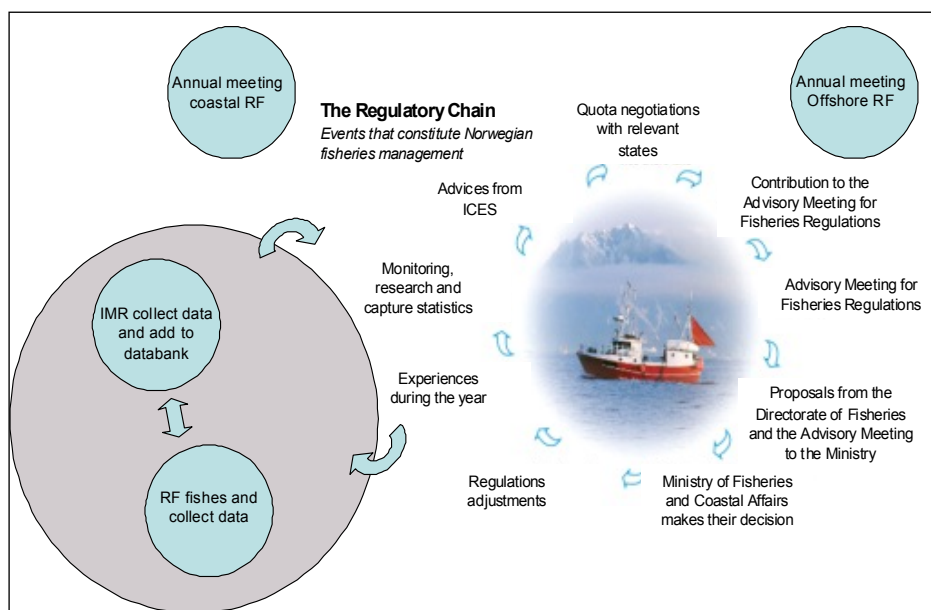 Annual meeting
coastal RF
Annual meeting
Offshore RF
The Regulatory Chain
Events that constitute Norwegian
fisheries management
Quota negotiations
with relevant
states
Contribution to the
Advisory Meeting for
Fisheries Regulations
Advisory Meeting for
Fisheries Regulations
Proposals from the
Directorate of Fisheries
and the Advisory Meeting
to the Ministry
Ministry of Fisheries
and Coastal Affairs
makes their decision
Regulations
adjustments
Experiences
during the year
Monitoring,
research and
capture statistics
Advices from
ICES
IMR collect data
and add to
databank
RF fishes and
collect data